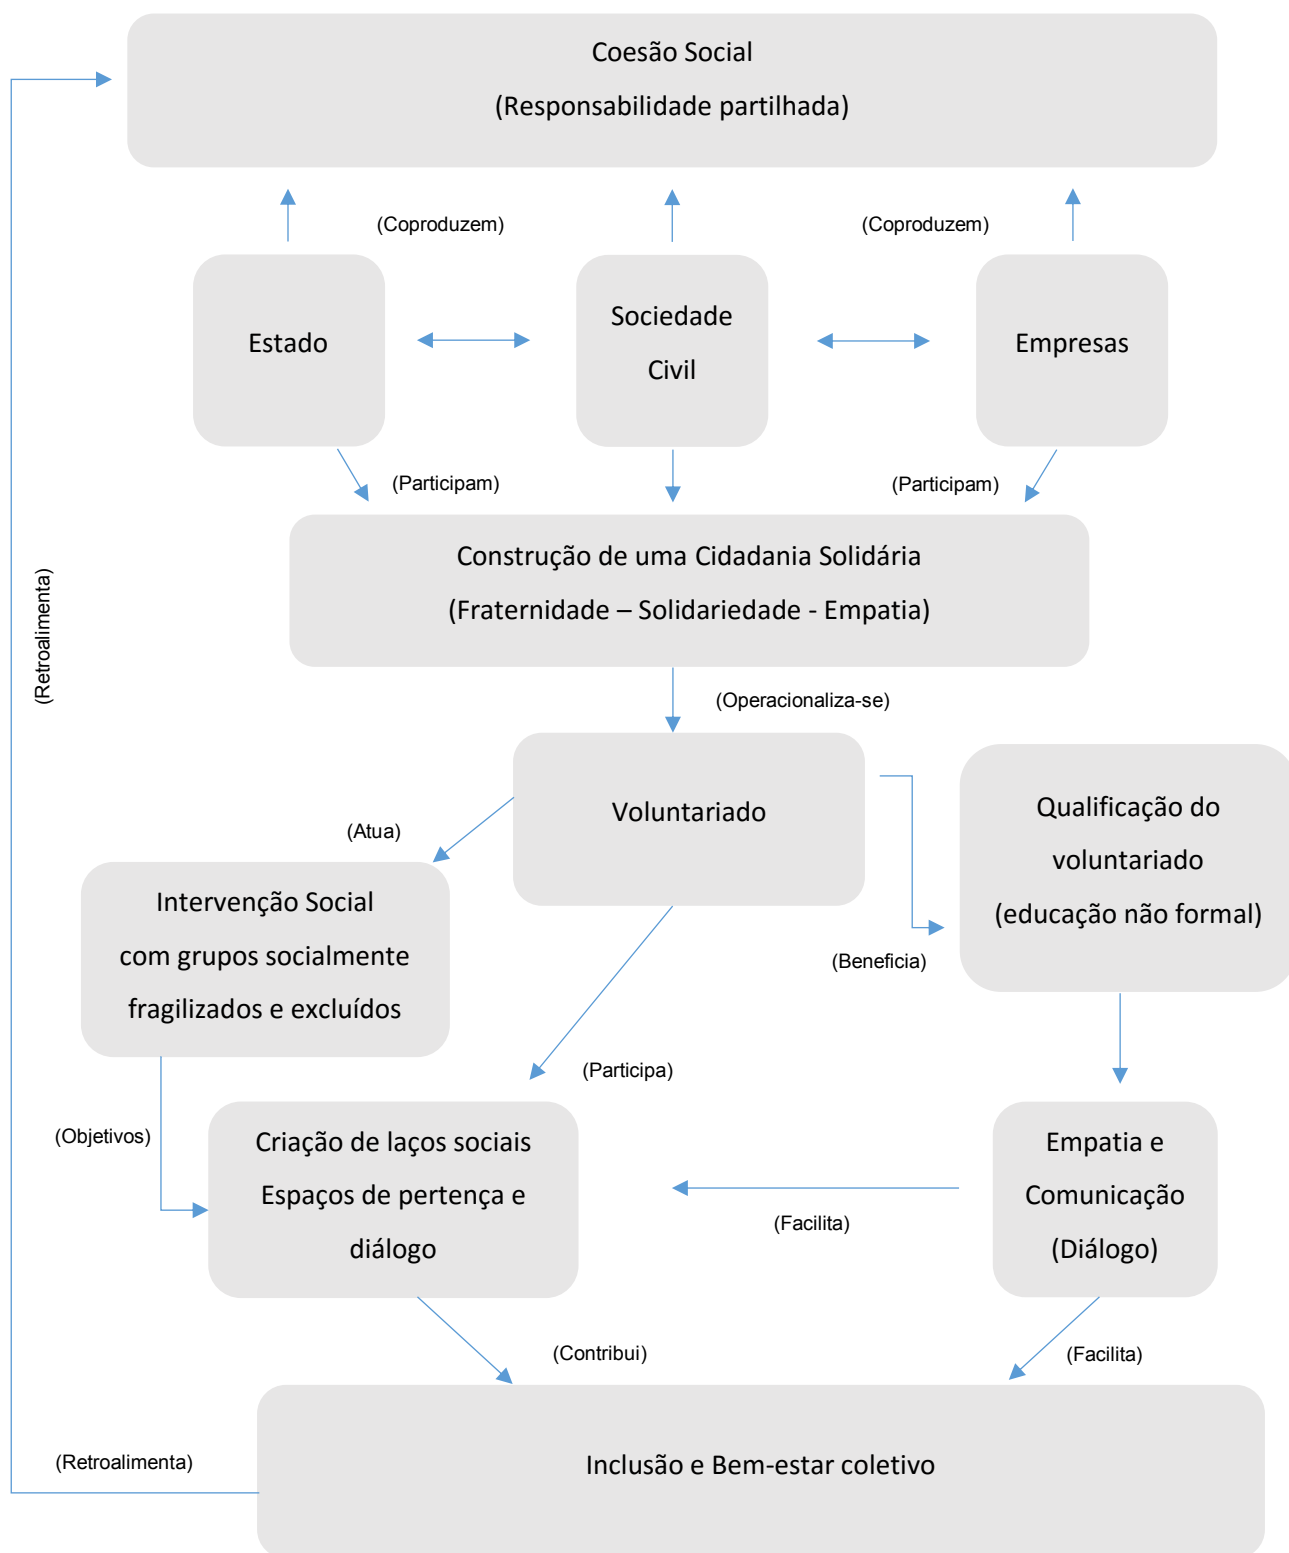 Coesão Social
(Responsabilidade partilhada)
(Coproduzem)
(Coproduzem)
Estado
Sociedade
Civil
Empresas
(Participam)
(Participam)
Construção de uma Cidadania Solidária
(Fraternidade – Solidariedade - Empatia)
(Retroalimenta)
(Operacionaliza-se)
Voluntariado
Qualificação do
voluntariado
(educação não formal)
(Atua)
Intervenção Social
com grupos socialmente
fragilizados e excluídos
(Beneficia)
(Participa)
(Objetivos)
Criação de laços sociais
Espaços de pertença e
diálogo
Empatia e
Comunicação
(Diálogo)
(Facilita)
(Contribui)
(Facilita)
(Retroalimenta)
Inclusão e Bem-estar coletivo